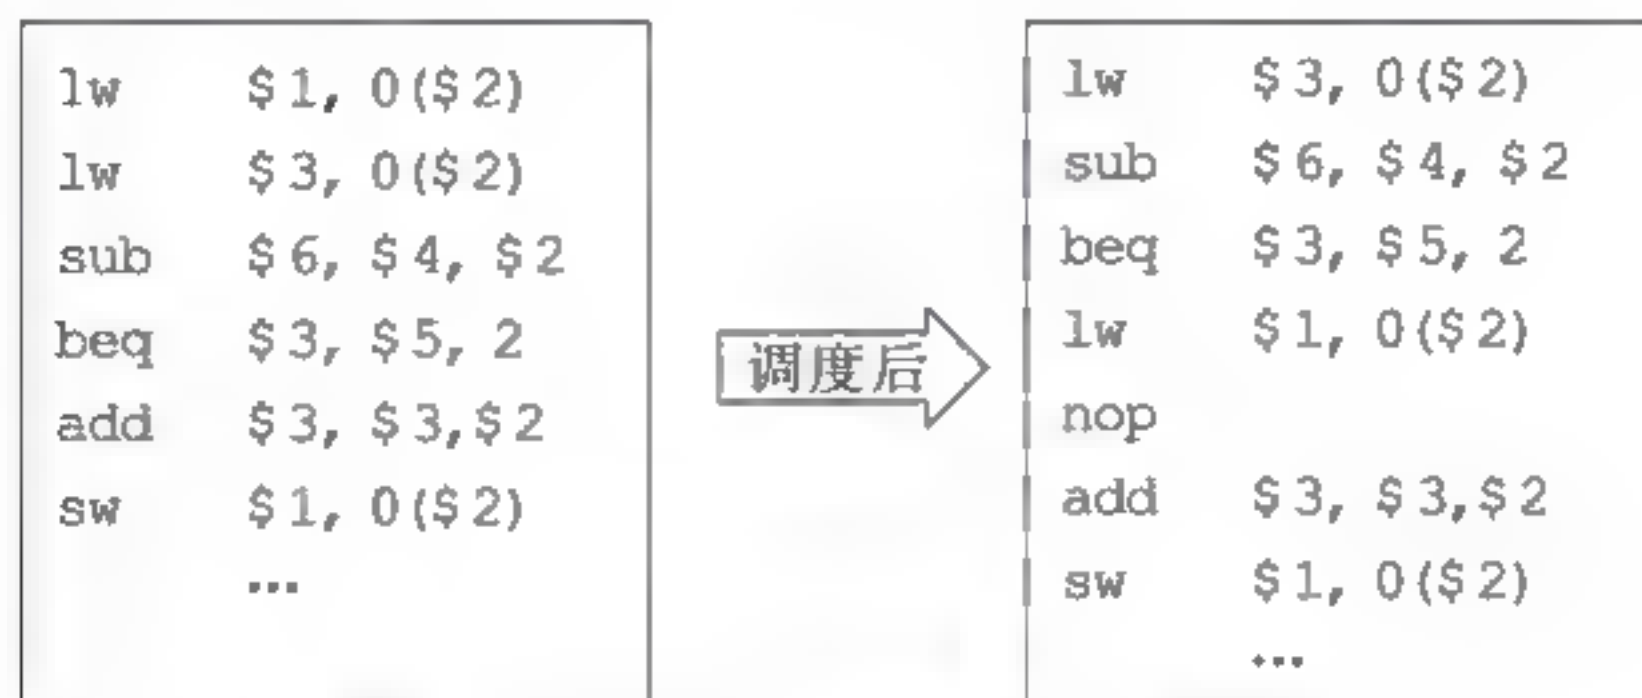 lw $1, 0($2)
lw $3, 0($2)
sub $6, $4, $2
beq $3, $5, 2
add $3, $3,$2
sw $1, 0($2)
…
调度后
lw $3, 0($2)
sub $6, $4, $2
beq $3, $5, 2
lw $1, 0($2)
nop
add $3, $3,$2
sw $1, 0($2)
…